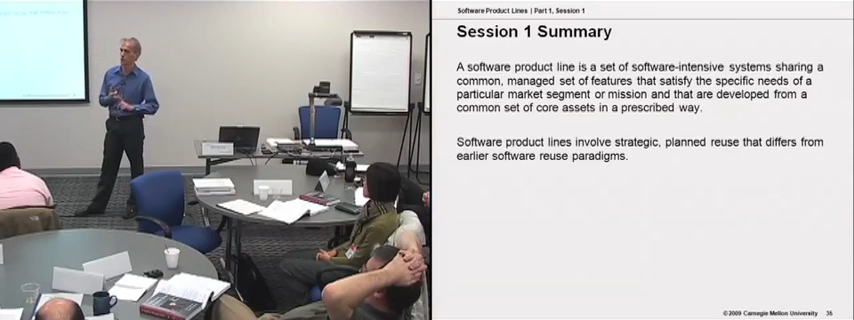 Software Product Lines | Part 1, Session 1
Session 1 Summary
A software product line is a set of software-intensive systems sharing a
common, managed set of features that satisfy the specific needs of a
particular market segment or mission and that are developed from a
common set of core assets in a prescribed way.
Software product lines involve strategic, planned reuse that differs from
earlier software reuse paradigms.
© 2009 Carnegie Mellon University 35